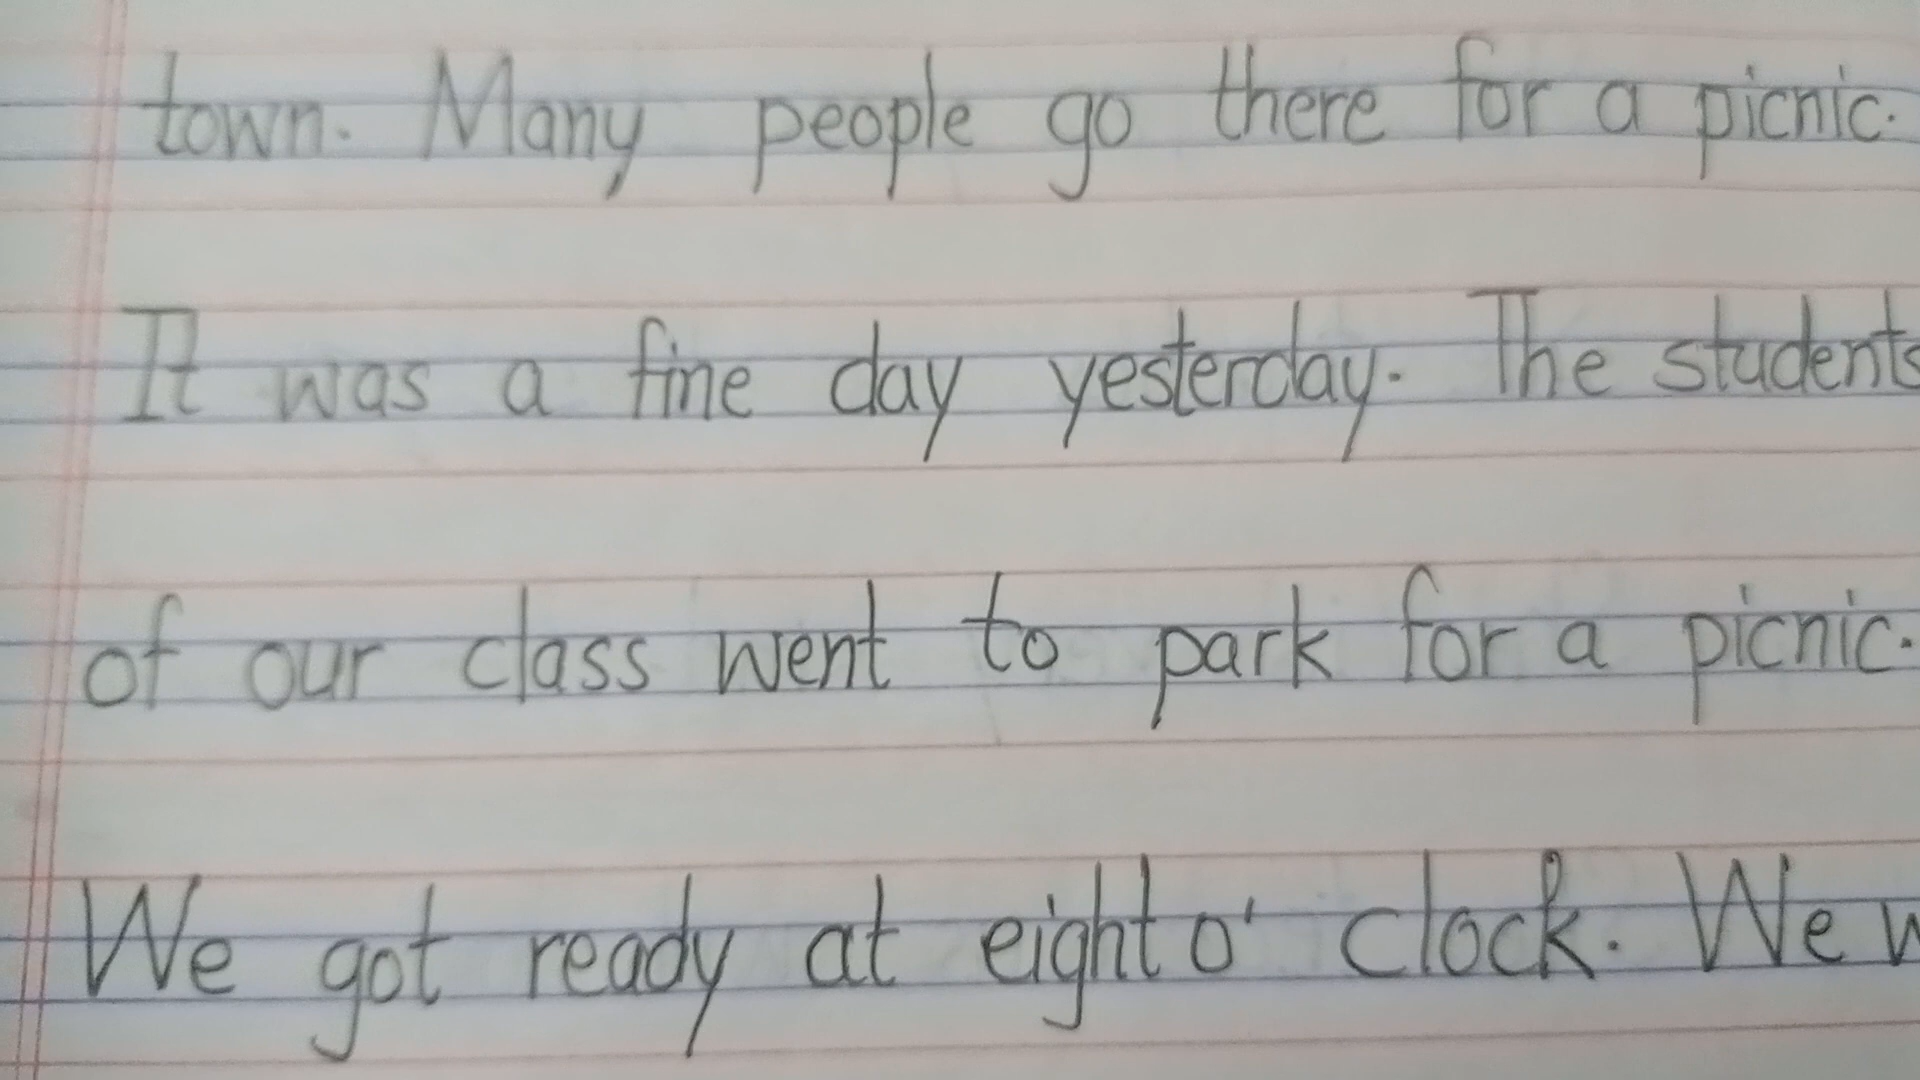 town. Many people go there for a picnic.
It was a fine day yesterday. The students
of our class went to park for a picnic.
We got ready at eight o' clock. We